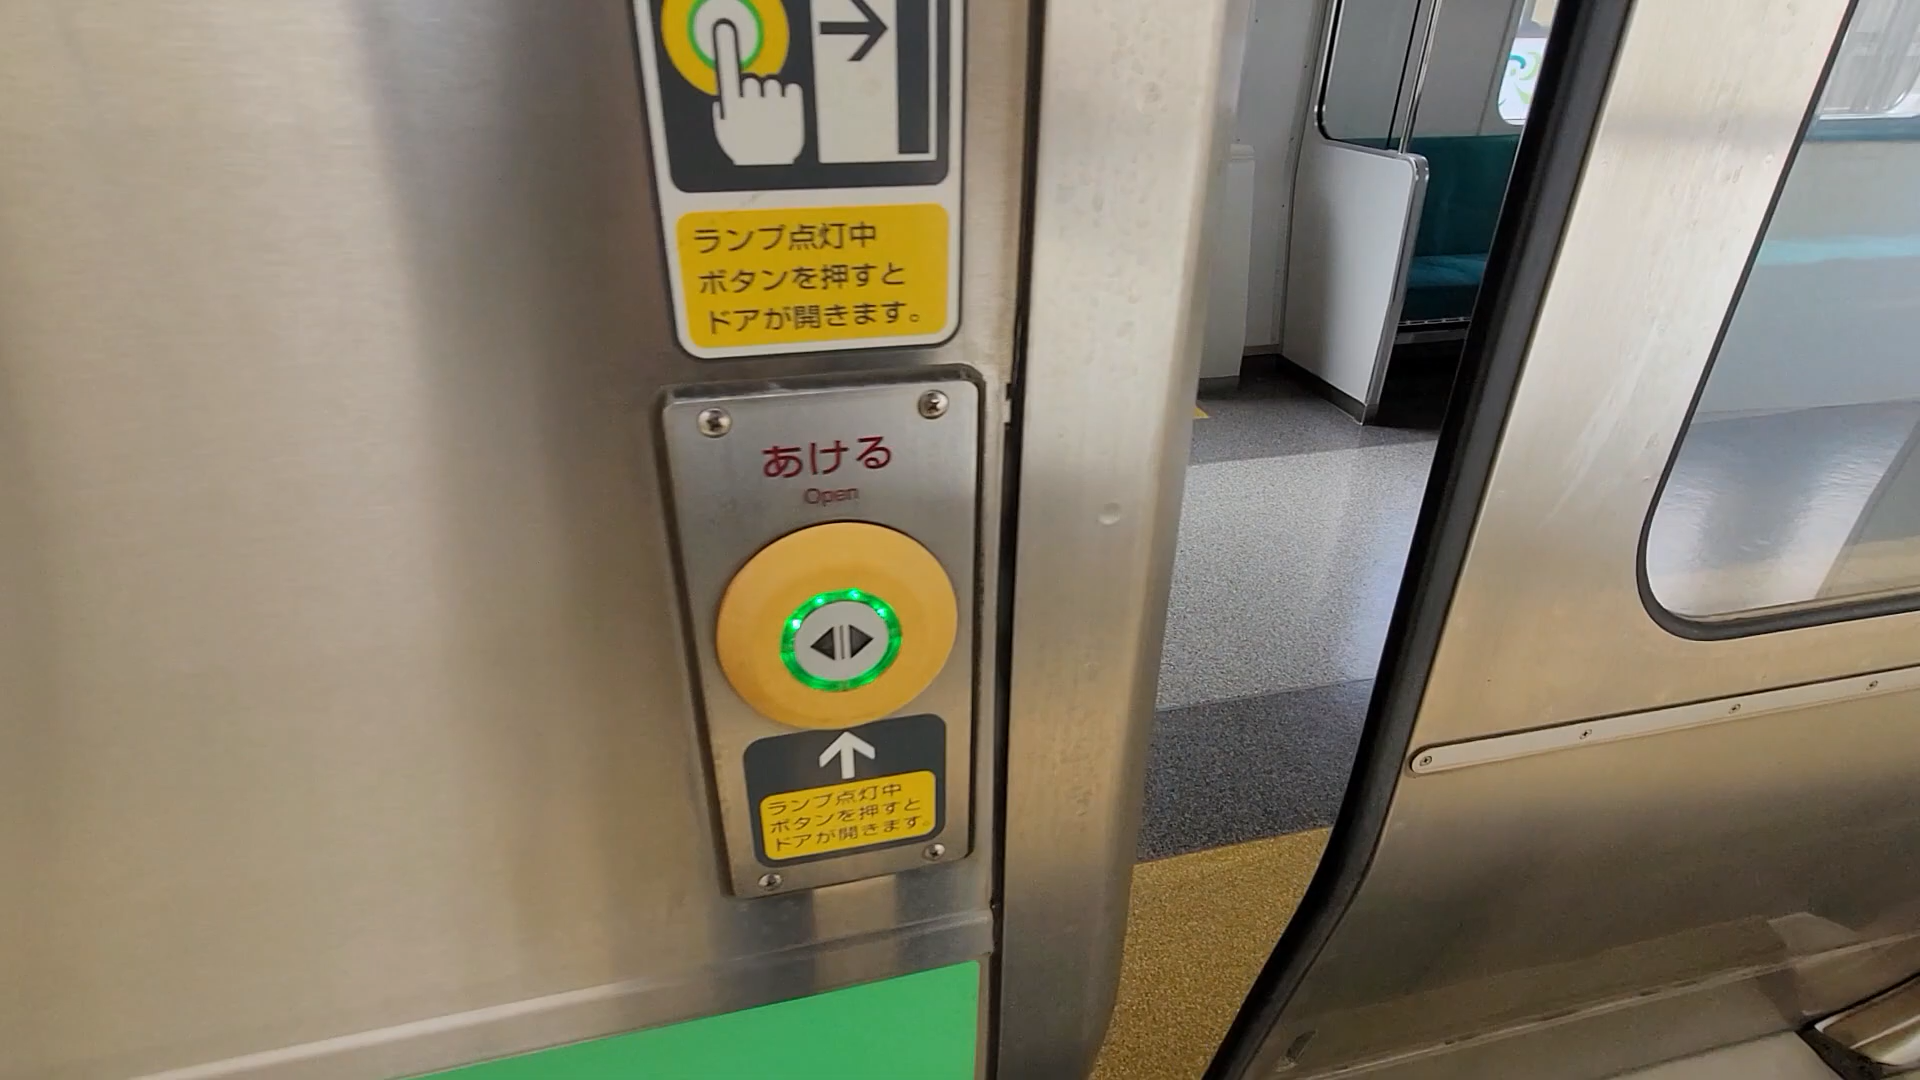 ランプ点灯中
ボタンを押すと
ドアが開きます。
あける
Open
ランプ点灯中
ボタンを押すと
ドアが開きます。